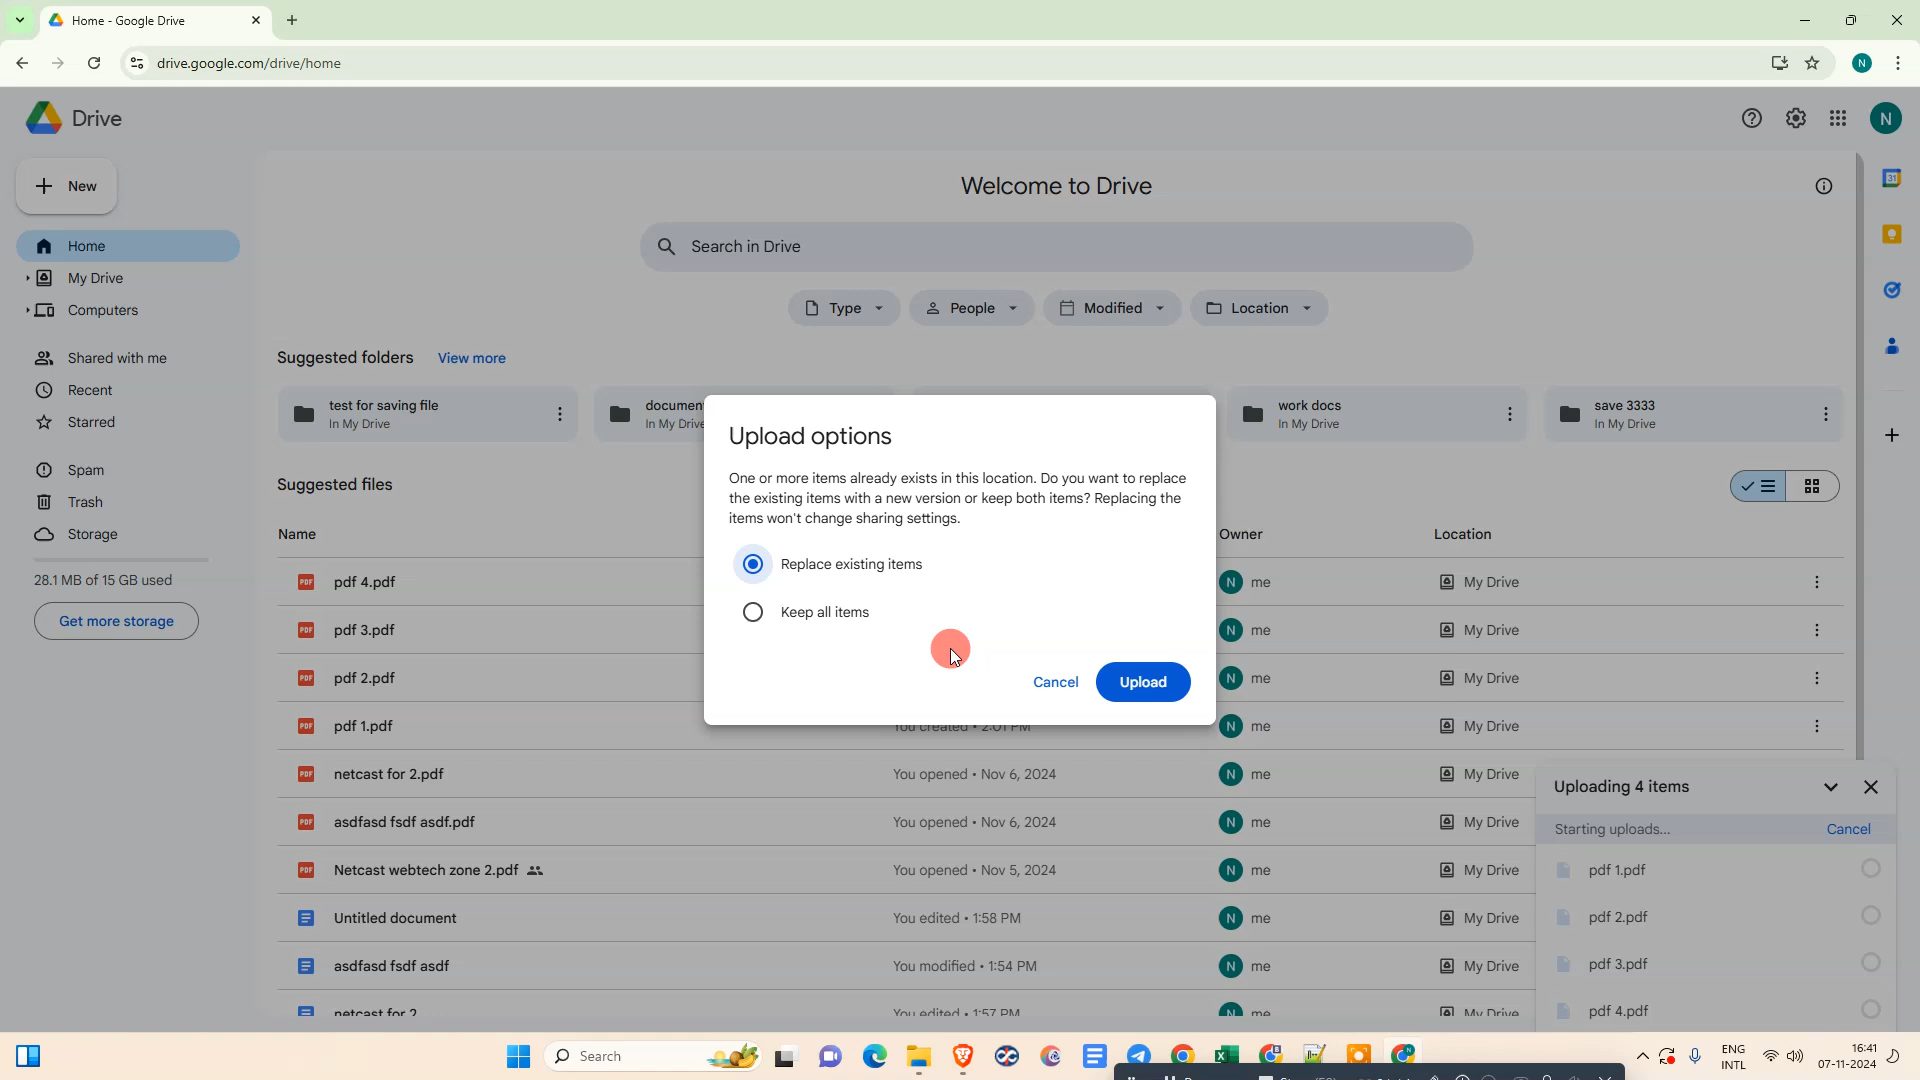 Home - Google Drive
drive.google.com/drive/home
N
Drive
N
New
Welcome to Drive
31
Home
Search in Drive
My Drive
Computers
Type
People
Modified
Location
Shared with me
Suggested folders View more
Recent
test for saving file
In My Drive
documen
In My Drive
work docs
In My Drive
save 3333
In My Drive
Starred
Upload options
Spam
One or more items already exists in this location. Do you want to replace
the existing items with a new version or keep both items? Replacing the
items won't change sharing settings.
Suggested files
Trash
Storage
Name
Owner
Location
Replace existing items
28.1 MB of 15 GB used
PDF pdf 4.pdf
N me
My Drive
Keep all items
Get more storage
PDF pdf 3.pdf
N me
My Drive
PDF pdf 2.pdf
N me
My Drive
Cancel
Upload
PDF pdf 1.pdf
You created • 2:01 PM
N me
My Drive
PDF netcast for 2.pdf
You opened • Nov 6, 2024
N me
My Drive
Uploading 4 items
PDF asdfasd fsdf asdf.pdf
You opened • Nov 6, 2024
N me
My Drive
Starting uploads...
Cancel
PDF Netcast webtech zone 2.pdf
You opened • Nov 5, 2024
N me
My Drive
pdf 1.pdf
Untitled document
You edited • 1:58 PM
N me
My Drive
pdf 2.pdf
asdfasd fsdf asdf
You modified • 1:54 PM
N me
My Drive
pdf 3.pdf
netcast for 2
You edited • 1:57 PM
N me
My Drive
pdf 4.pdf
Search
ENG
INTL
16:41
07-11-2024